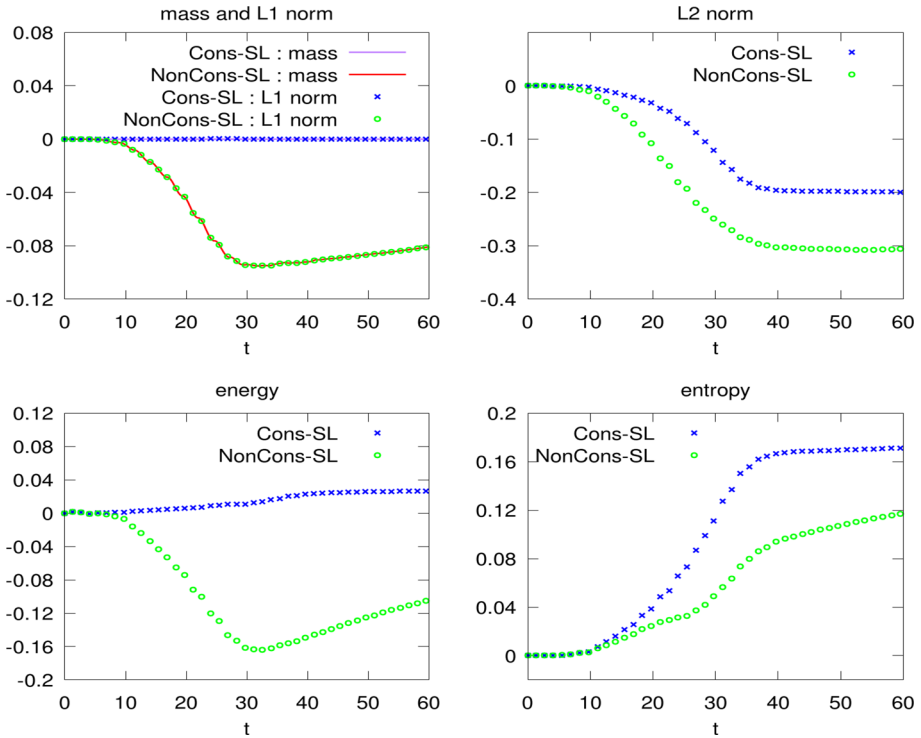 mass and L1 norm
0.08
0.04
0
-0.04
-0.08
-0.12
Cons-SL : mass
NonCons-SL : mass
Cons-SL : L1 norm
NonCons-SL : L1 norm
0 10 20 30 40 50 60
t
L2 norm
0
-0.1
-0.2
-0.3
-0.4
Cons-SL
NonCons-SL
0 10 20 30 40 50 60
t
energy
0.12
0.08
0.04
0
-0.04
-0.08
-0.12
-0.16
-0.2
Cons-SL
NonCons-SL
0 10 20 30 40 50 60
t
entropy
0.2
0.16
0.12
0.08
0.04
0
Cons-SL
NonCons-SL
0 10 20 30 40 50 60
t